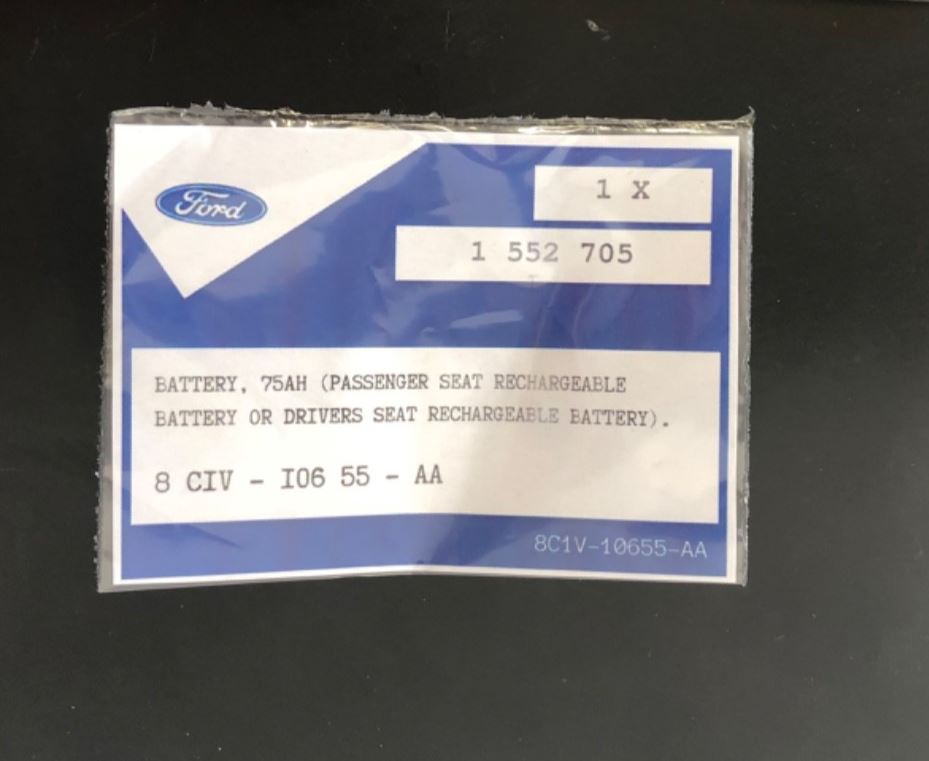 Ford
1 X
1 552 705
BATTERY, 75AH (PASSENGER SEAT RECHARGEABLE
BATTERY OR DRIVERS SEAT RECHARGEABLE BATTERY).
8 CIV - I06 55 - AA
8C1V-10655-AA